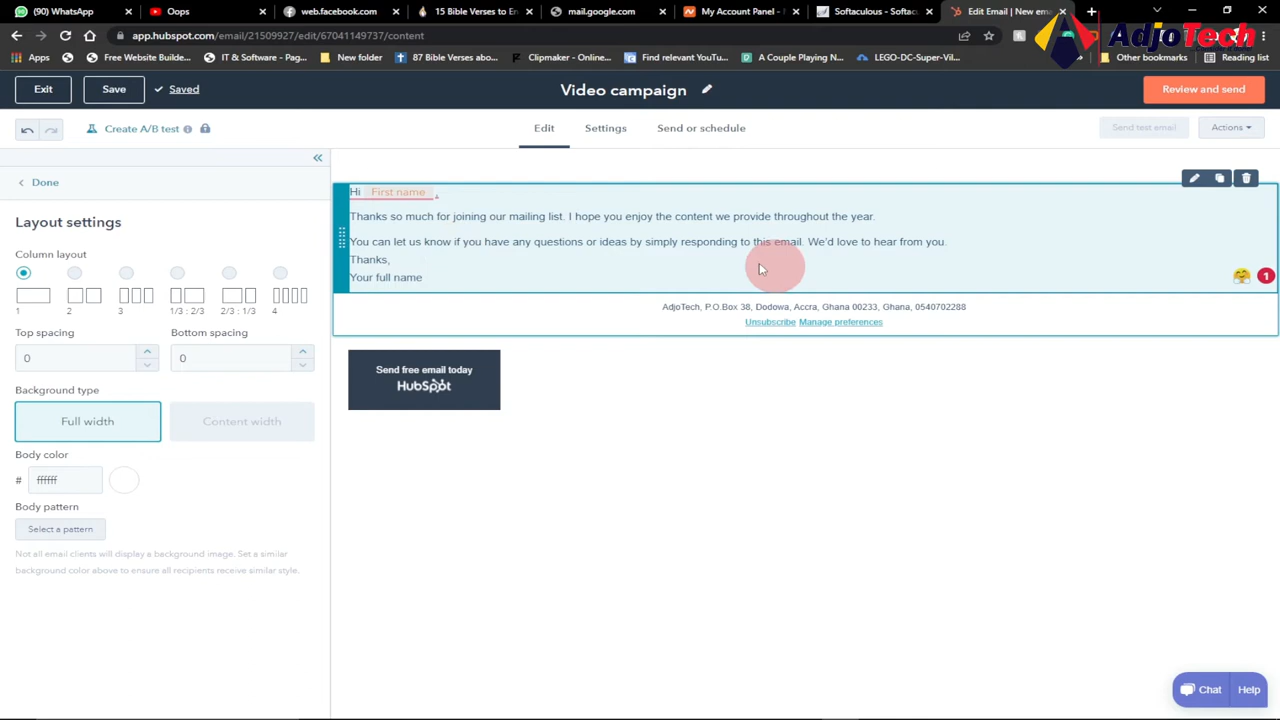 (90) WhatsApp
Oops
web.facebook.com
15 Bible Verses to En
mail.google.com
My Account Panel -
Softaculous - Softac
Edit | New ema
app.hubspot.com/email/21509927/edit/67041149737/content
AdjoTech
Apps
Free Website Builde...
IT & Software - Pag...
New folder
87 Bible Verses abo...
Clipmaker - Online...
Find relevant YouTu...
A Couple Playing N...
LEGO-DC-Super-Vil...
Other bookmarks
Reading list
Exit
Save
Saved
Video campaign
Review and send
Create A/B test
Edit
Settings
Send or schedule
Send test email
Actions
Done
Layout settings
Column layout
1 2 3 1/3 : 2/3 2/3 : 1/3 4
Top spacing
Bottom spacing
0
0
Background type
Full width
Content width
Body color
# ffffff
Body pattern
Select a pattern
Not all email clients will display a background image. Set a similar
background color above to ensure all recipients receive similar style.
Hi First name ,
Thanks so much for joining our mailing list. I hope you enjoy the content we provide throughout the year.
You can let us know if you have any questions or ideas by simply responding to this email. We'd love to hear from you.
Thanks,
Your full name
1
AdjoTech, P.O.Box 38, Dodowa, Accra, Ghana 00233, Ghana, 0540702288
Unsubscribe Manage preferences
Send free email today
HubSpot
Chat
Help